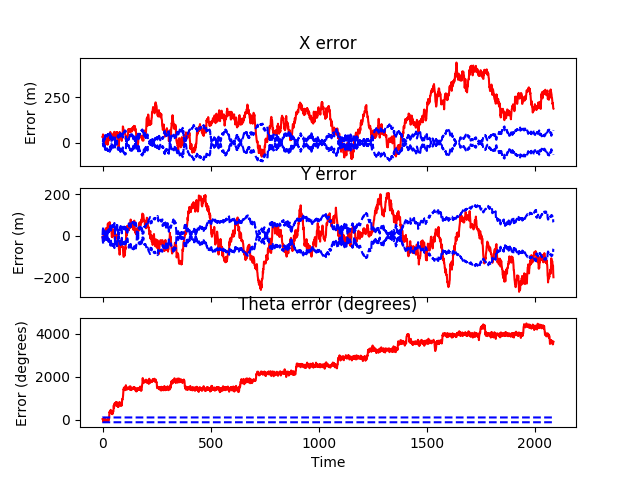 X error
Error (m)
250
0
Y error
Error (m)
200
0
−200
Theta error (degrees)
Error (degrees)
4000
2000
0
0 500 1000 1500 2000
Time